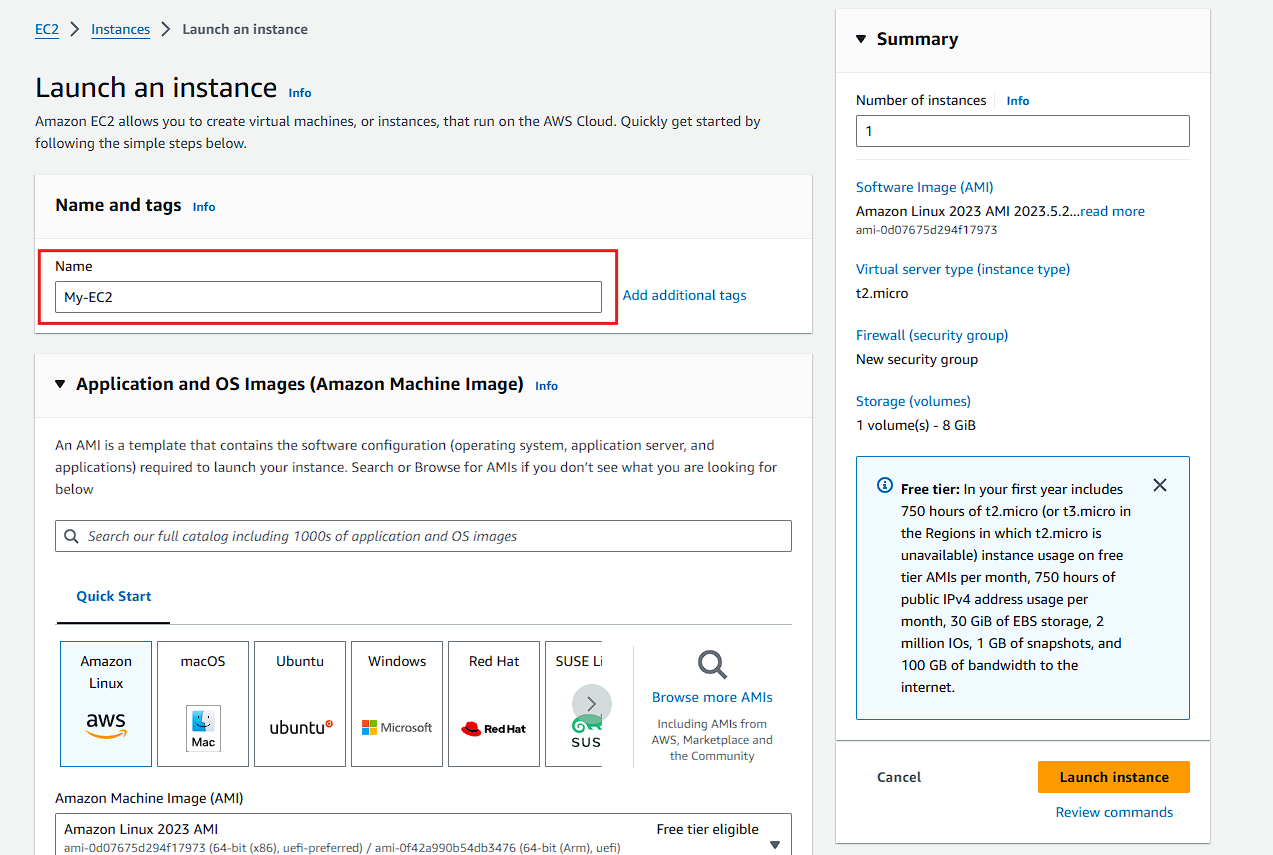 EC2 > Instances > Launch an instance
Launch an instance Info
Amazon EC2 allows you to create virtual machines, or instances, that run on the AWS Cloud. Quickly get started by
following the simple steps below.
Name and tags Info
Name
My-EC2
Add additional tags
Application and OS Images (Amazon Machine Image) Info
An AMI is a template that contains the software configuration (operating system, application server, and
applications) required to launch your instance. Search or Browse for AMIs if you don't see what you are looking for
below
Search our full catalog including 1000s of application and OS images
Quick Start
Amazon
Linux
aws
macOS
Mac
Ubuntu
ubuntu
Windows
Microsoft
Red Hat
Red Hat
SUSE Li
SUS
Browse more AMIs
Including AMIs from
AWS, Marketplace and
the Community
Amazon Machine Image (AMI)
Amazon Linux 2023 AMI
Free tier eligible
ami-0d07675d294f17973 (64-bit (x86), uefi-preferred) / ami-0f42a990b54db3476 (64-bit (Arm), uefi)
Summary
Number of instances Info
1
Software Image (AMI)
Amazon Linux 2023 AMI 2023.5.2...read more
ami-0d07675d294f17973
Virtual server type (instance type)
t2.micro
Firewall (security group)
New security group
Storage (volumes)
1 volume(s) - 8 GiB
Free tier: In your first year includes
750 hours of t2.micro (or t3.micro in
the Regions in which t2.micro is
unavailable) instance usage on free
tier AMIs per month, 750 hours of
public IPv4 address usage per
month, 30 GiB of EBS storage, 2
million IOs, 1 GB of snapshots, and
100 GB of bandwidth to the
internet.
Cancel
Launch instance
Review commands